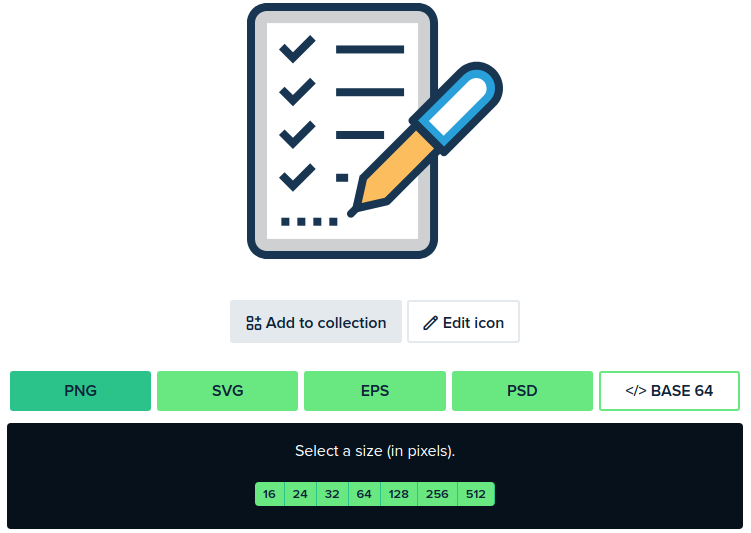 Add to collection
Edit icon
PNG
SVG
EPS
PSD
</> BASE 64
Select a size (in pixels).
16 24 32 64 128 256 512